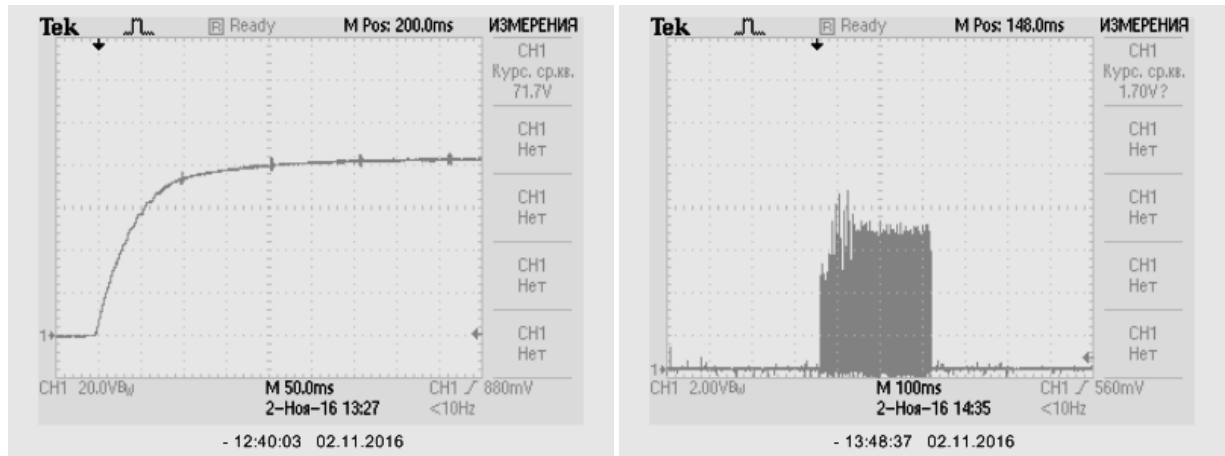 Tek R Ready M Pos: 200.0ms ИЗМЕРЕНИЯ
CH1
Курс. ср.кв.
71.7V
CH1
Нет
CH1
Нет
CH1
Нет
1 CH1
Нет
CH1 20.0VBw M 50.0ms CH1 880mV
2-Ноя-16 13:27 <10Hz
- 12:40:03 02.11.2016
Tek R Ready M Pos: 148.0ms ИЗМЕРЕНИЯ
CH1
Курс. ср.кв.
1.70V?
CH1
Нет
CH1
Нет
CH1
Нет
CH1
Нет
1
CH1 2.00VBw M 100ms CH1 560mV
2-Ноя-16 14:35 <10Hz
- 13:48:37 02.11.2016